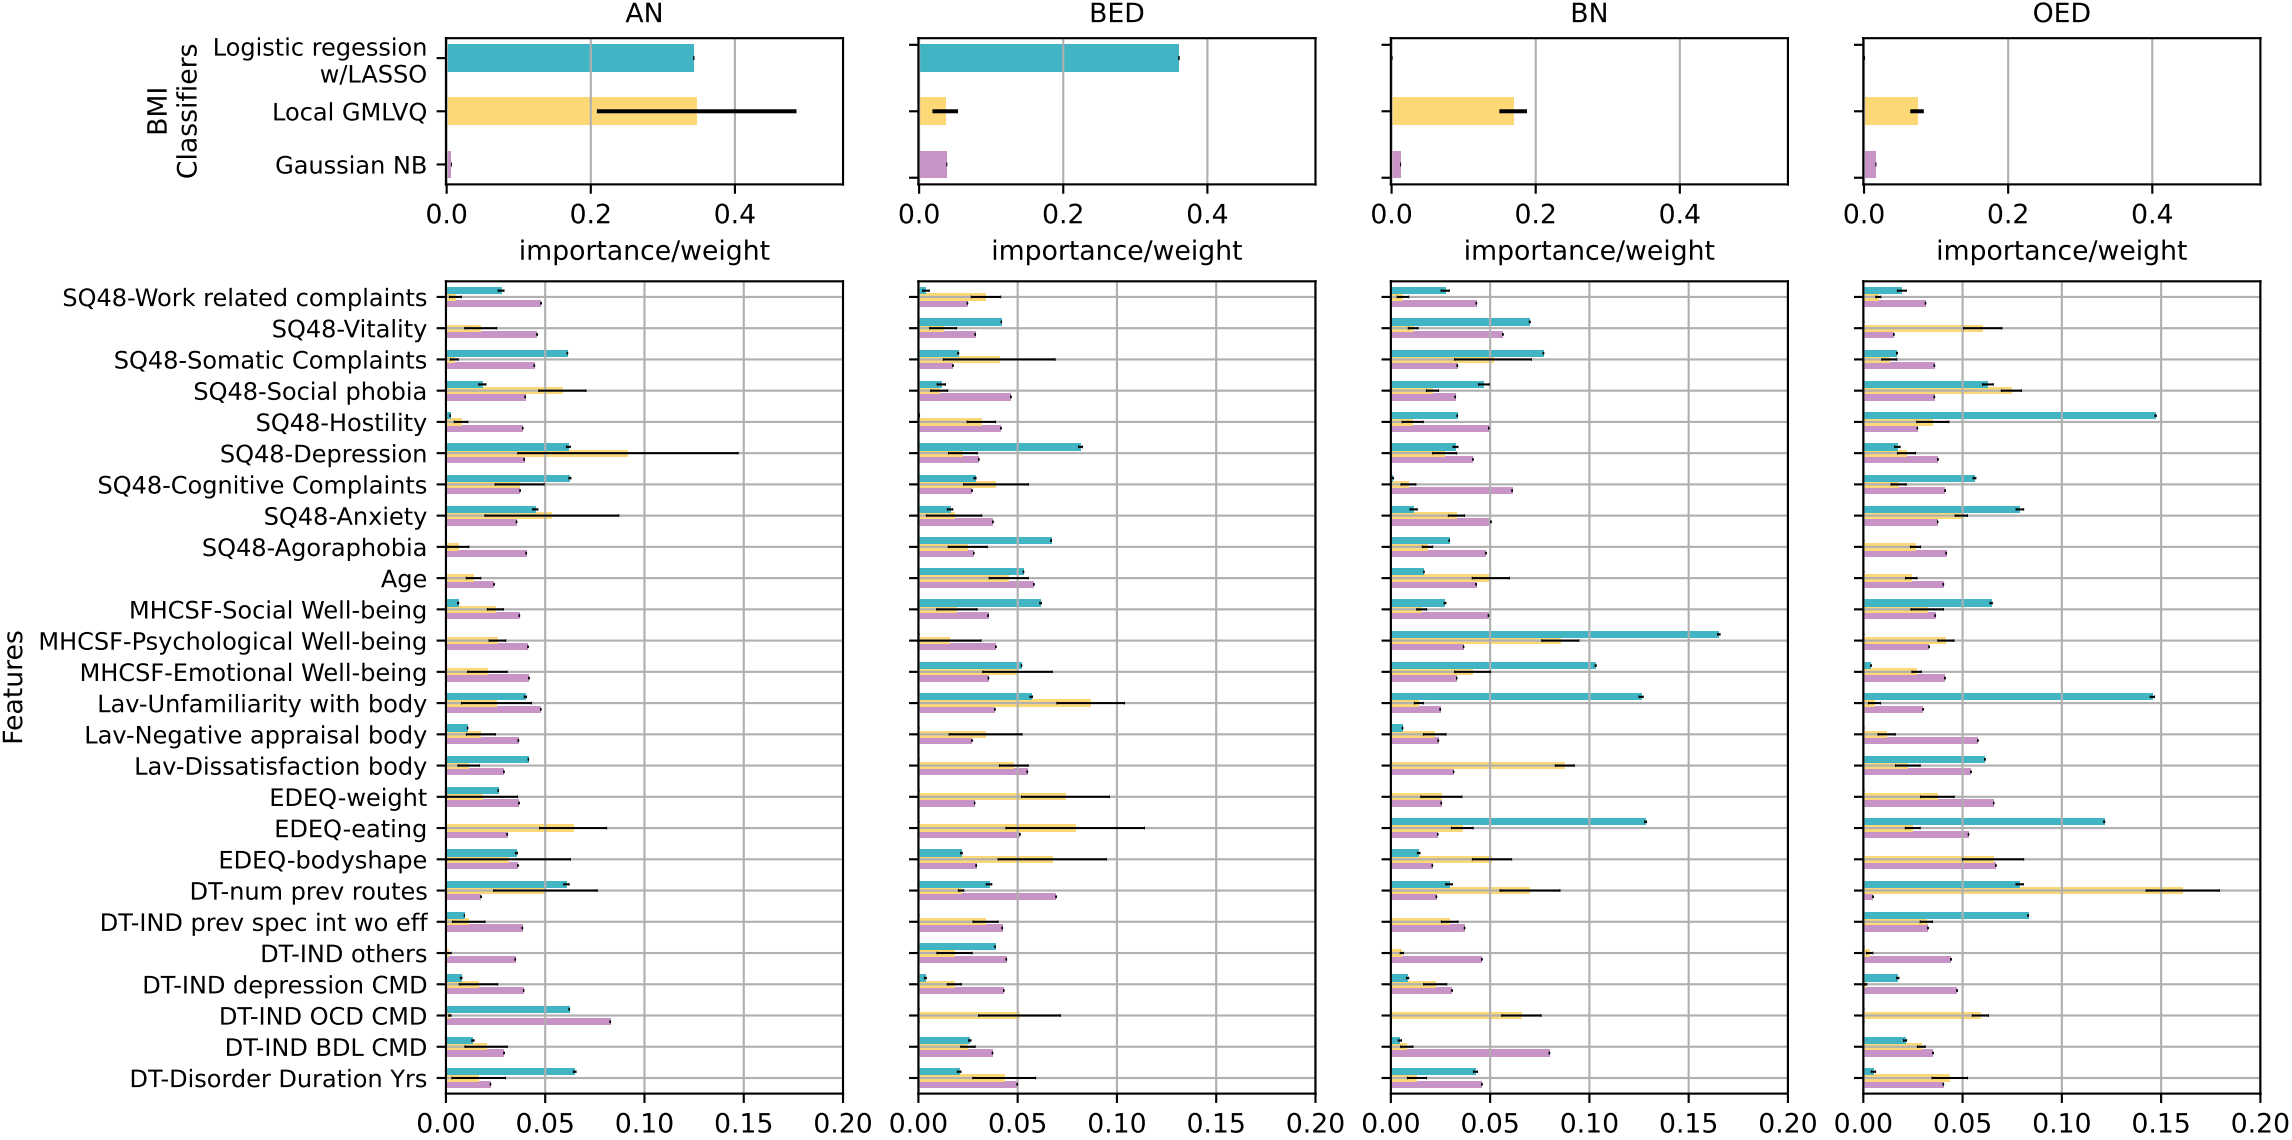 AN BED BN OED
BMI
Classifiers
Logistic regession
w/LASSO
Local GMLVQ
Gaussian NB
0.0 0.2 0.4 0.0 0.2 0.4 0.0 0.2 0.4 0.0 0.2 0.4
importance/weight importance/weight importance/weight importance/weight
Features
SQ48-Work related complaints
SQ48-Vitality
SQ48-Somatic Complaints
SQ48-Social phobia
SQ48-Hostility
SQ48-Depression
SQ48-Cognitive Complaints
SQ48-Anxiety
SQ48-Agoraphobia
Age
MHCSF-Social Well-being
MHCSF-Psychological Well-being
MHCSF-Emotional Well-being
Lav-Unfamiliarity with body
Lav-Negative appraisal body
Lav-Dissatisfaction body
EDEQ-weight
EDEQ-eating
EDEQ-bodyshape
DT-num prev routes
DT-IND prev spec int wo eff
DT-IND others
DT-IND depression CMD
DT-IND OCD CMD
DT-IND BDL CMD
DT-Disorder Duration Yrs
0.00 0.05 0.10 0.15 0.20 0.00 0.05 0.10 0.15 0.20 0.00 0.05 0.10 0.15 0.20 0.00 0.05 0.10 0.15 0.20